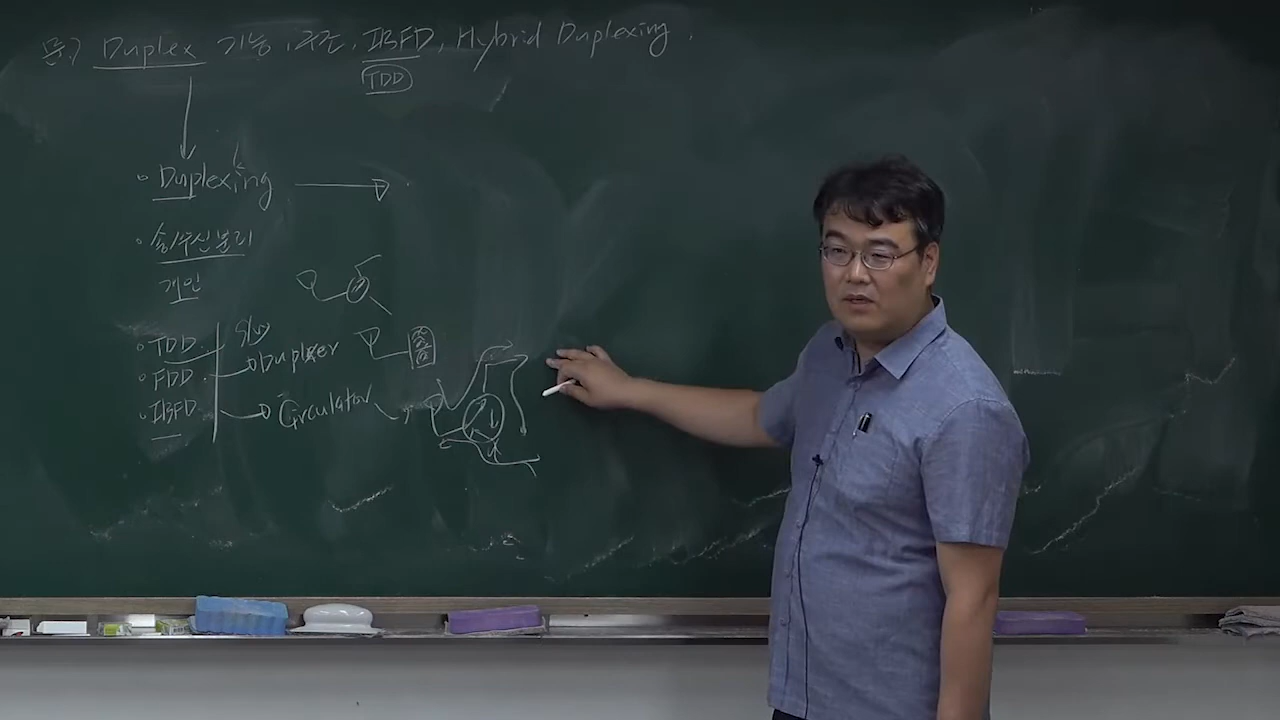 문) Duplex 기능, 구조, IBFD, Hybrid Duplexing,
TDD
Duplexing
송/수신 분리
개인
TDD
S/W
FDD
Duplexer
IBFD
Circulator